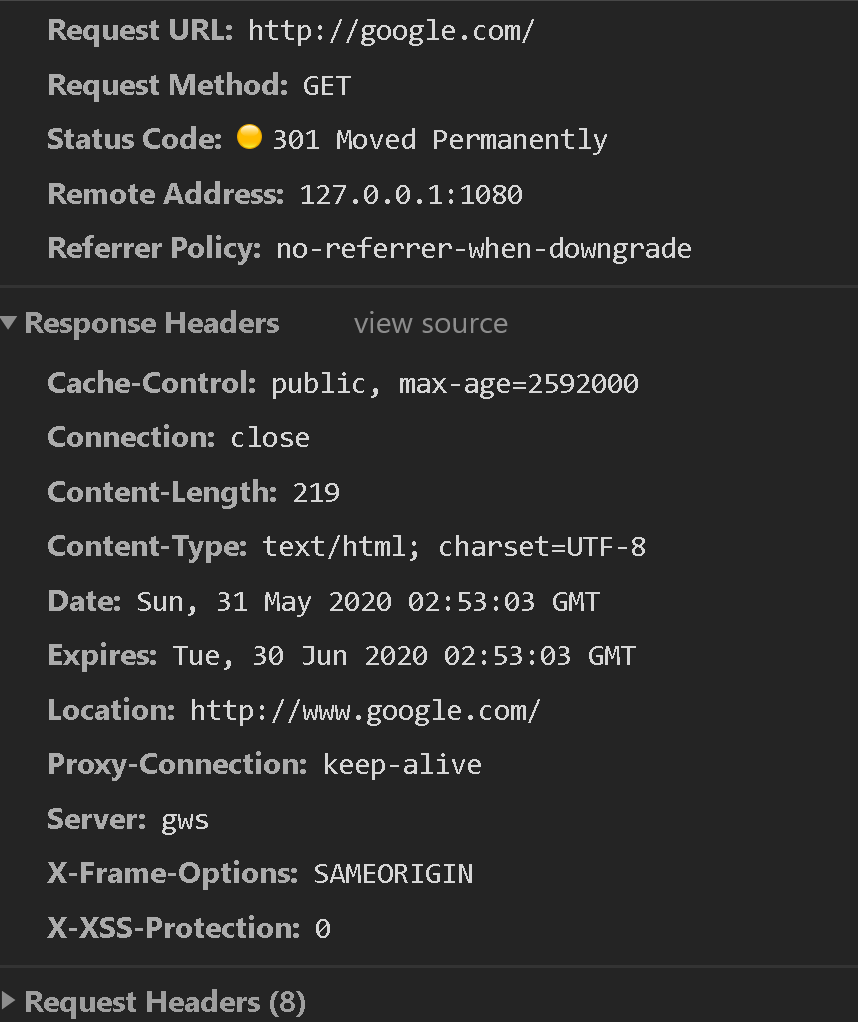 Request URL: http://google.com/
Request Method: GET
Status Code: 301 Moved Permanently
Remote Address: 127.0.0.1:1080
Referrer Policy: no-referrer-when-downgrade
Response Headers view source
Cache-Control: public, max-age=2592000
Connection: close
Content-Length: 219
Content-Type: text/html; charset=UTF-8
Date: Sun, 31 May 2020 02:53:03 GMT
Expires: Tue, 30 Jun 2020 02:53:03 GMT
Location: http://www.google.com/
Proxy-Connection: keep-alive
Server: gws
X-Frame-Options: SAMEORIGIN
X-XSS-Protection: 0
Request Headers (8)